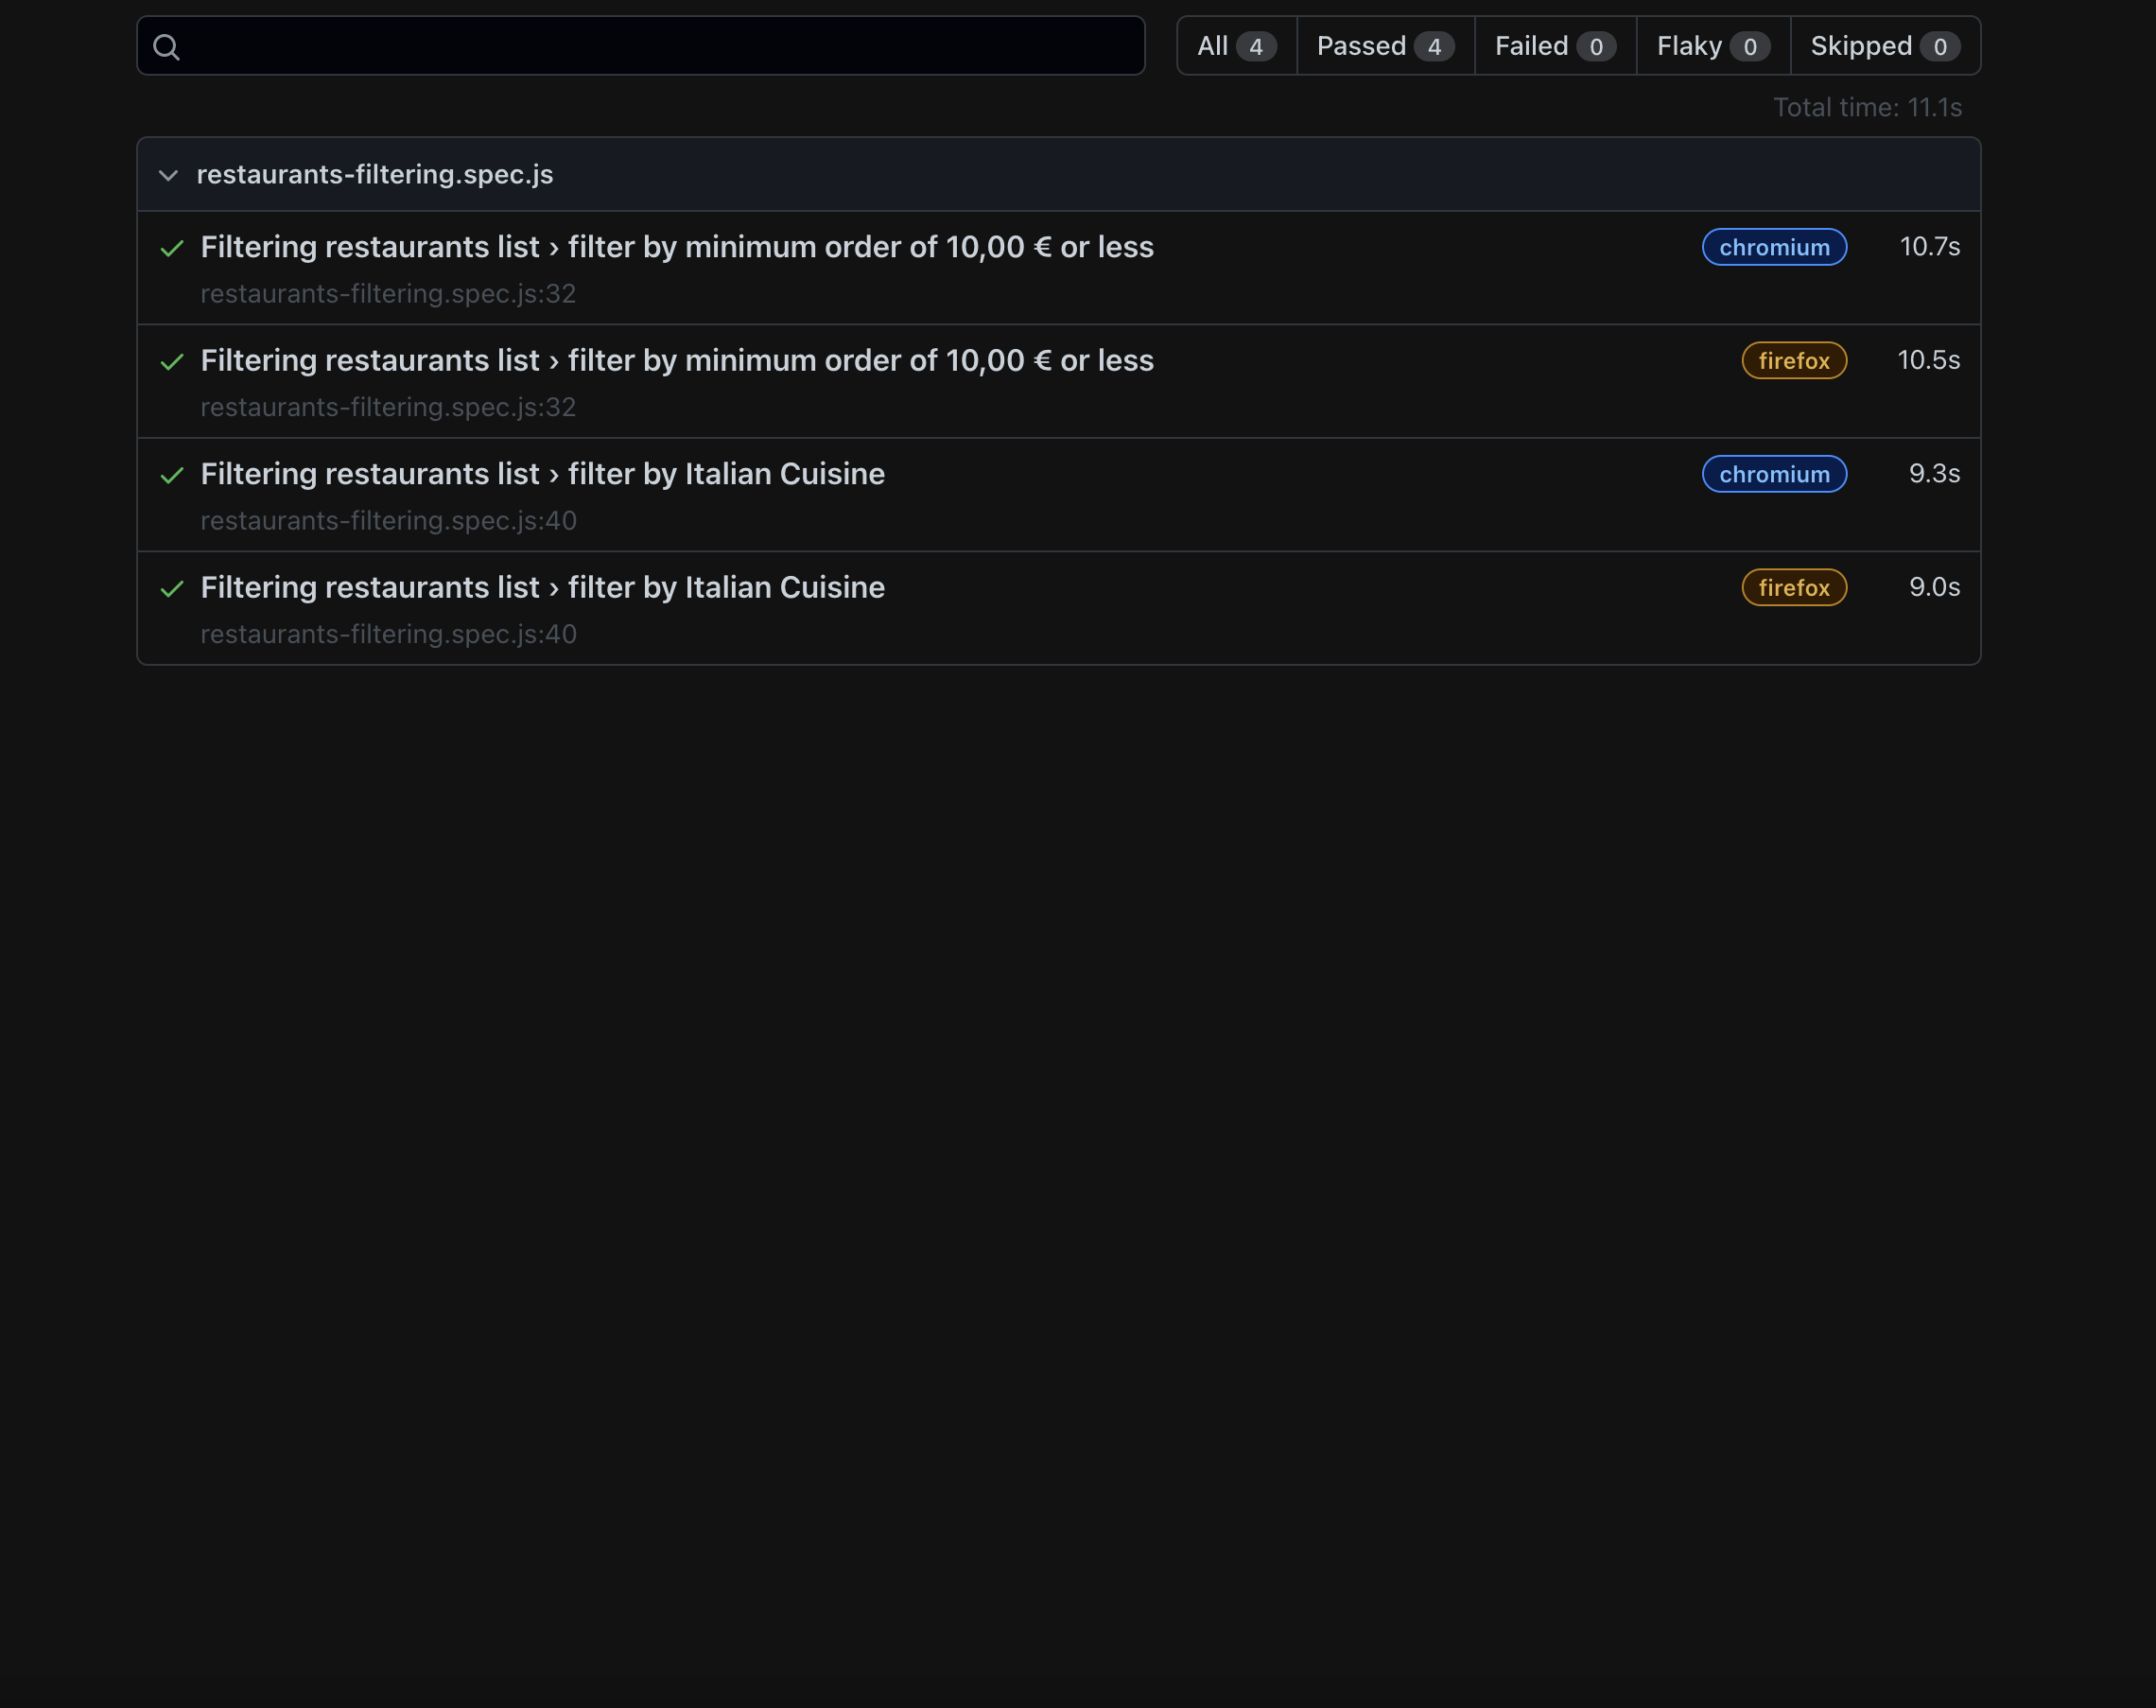 All 4 Passed 4 Failed 0 Flaky 0 Skipped 0
Total time: 11.1s
restaurants-filtering.spec.js
Filtering restaurants list › filter by minimum order of 10,00 € or less chromium 10.7s
restaurants-filtering.spec.js:32
Filtering restaurants list › filter by minimum order of 10,00 € or less firefox 10.5s
restaurants-filtering.spec.js:32
Filtering restaurants list › filter by Italian Cuisine chromium 9.3s
restaurants-filtering.spec.js:40
Filtering restaurants list › filter by Italian Cuisine firefox 9.0s
restaurants-filtering.spec.js:40